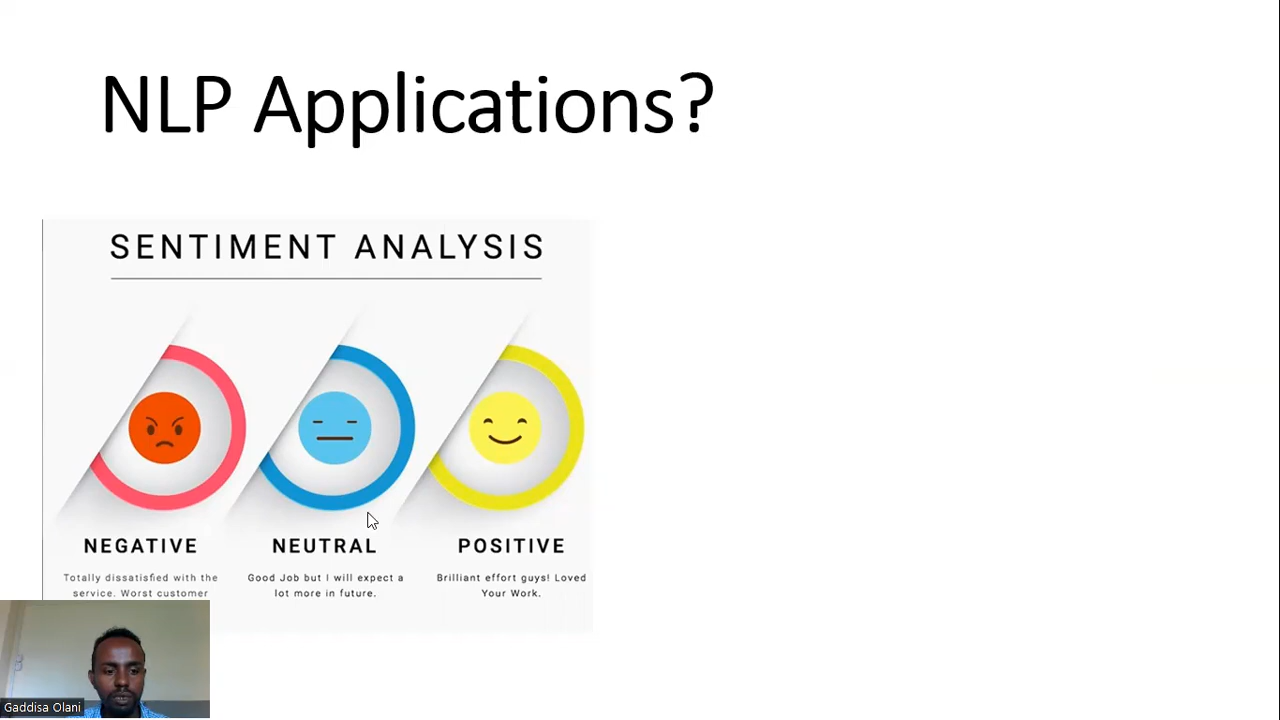 NLP Applications?
SENTIMENT ANALYSIS
NEGATIVE
Totally dissatisfied with the
service. Worst customer
NEUTRAL
Good Job but I will expect a
lot more in future.
POSITIVE
Brilliant effort guys! Loved
Your Work.
Gaddisa Olani